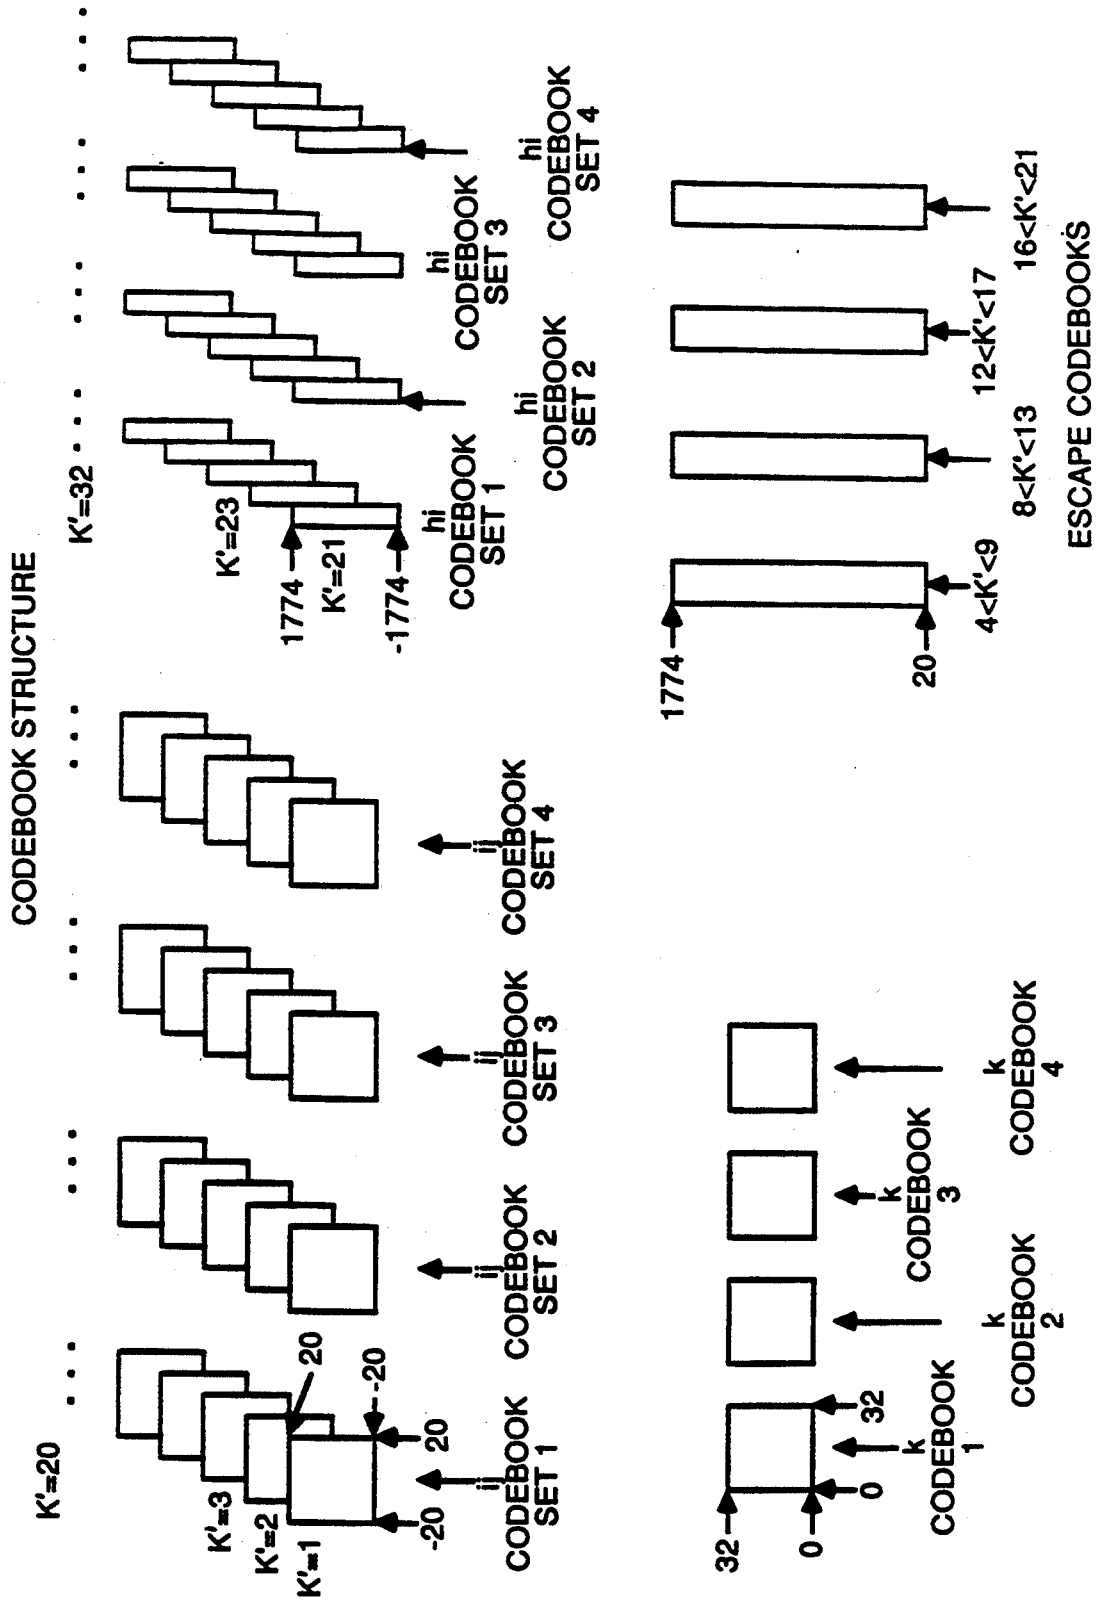 CODEBOOK STRUCTURE
K'=20
K'=3
K'=2
K'=1
20
-20
-20
20
ij
CODEBOOK
SET 1
ij
CODEBOOK
SET 2
ij
CODEBOOK
SET 3
ij
CODEBOOK
SET 4
K'=32
K'=23
1774
K'=21
-1774
hi
CODEBOOK
SET 1
hi
CODEBOOK
SET 2
hi
CODEBOOK
SET 3
hi
CODEBOOK
SET 4
32
0
0
32
k
CODEBOOK
1
k
CODEBOOK
2
k
CODEBOOK
3
k
CODEBOOK
4
1774
20
4<K'<9
8<K'<13
12<K'<17
16<K'<21
ESCAPE CODEBOOKS